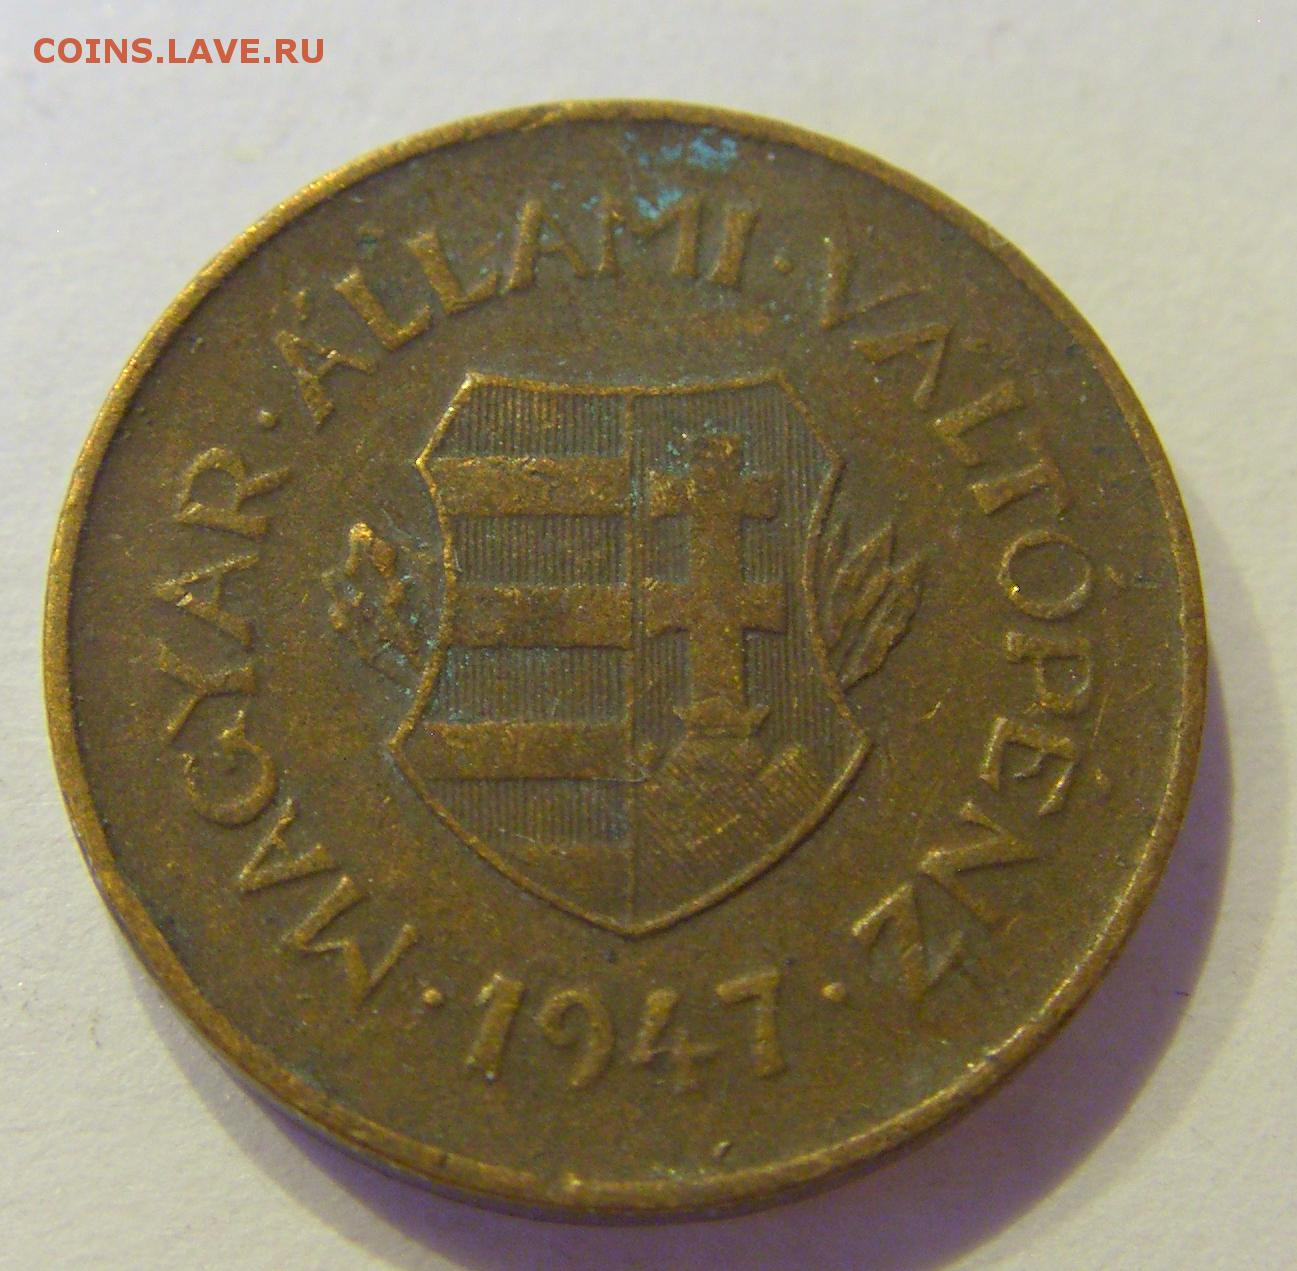 COINS.LAVE.RU
MAGYAR · ÁLLAMI · VÁLTÓPÉNZ ·
1947 ·